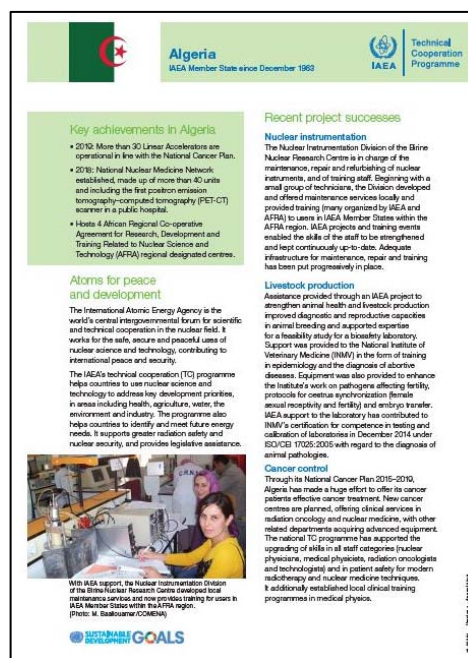 Algeria
IAEA Member State since December 1963
IAEA
Technical
Cooperation
Programme
Key achievements in Algeria
• 2019: More than 30 Linear Accelerators are
operational in line with the National Cancer Plan.
• 2018: National Nuclear Medicine Network
established, made up of more than 40 units
and including the first positron emission
tomography–computed tomography (PET-CT)
scanner in a public hospital.
• Hosts 4 African Regional Co-operative
Agreement for Research, Development and
Training Related to Nuclear Science and
Technology (AFRA) regional designated centres.
Atoms for peace
and development
The International Atomic Energy Agency is the
world's central intergovernmental forum for scientific
and technical cooperation in the nuclear field. It
works for the safe, secure and peaceful uses of
nuclear science and technology, contributing to
international peace and security.
The IAEA's technical cooperation (TC) programme
helps countries to use nuclear science and
technology to address key development priorities,
in areas including health, agriculture, water, the
environment and industry. The programme also
helps countries to identify and meet future energy
needs. It supports greater radiation safety and
nuclear security, and provides legislative assistance.
With IAEA support, the Nuclear Instrumentation Division
of the Birine Nuclear Research Centre developed local
maintenance services and now provides training for users in
IAEA Member States within the AFRA region.
(Photo: M. Baallouamer/COMENA)
SUSTAINABLE
DEVELOPMENT GOALS
Recent project successes
Nuclear instrumentation
The Nuclear Instrumentation Division of the Birine
Nuclear Research Centre is in charge of the
maintenance, repair and refurbishing of nuclear
instruments, and of training staff. Beginning with a
small group of technicians, the Division developed
and offered maintenance services locally and
provided training (many organized by IAEA and
AFRA) to users in IAEA Member States within the
AFRA region. IAEA projects and training events
enabled the skills of the staff to be strengthened
and kept continuously up-to-date. Adequate
infrastructure for maintenance, repair and training
has been put progressively in place.
Livestock production
Assistance provided through an IAEA project to
strengthen animal health and livestock production
improved diagnostic and reproductive capacities
in animal breeding and supported expertise
for a feasibility study for a biosafety laboratory.
Support was provided to the National Institute of
Veterinary Medicine (INMV) in the form of training
in epidemiology and the diagnosis of abortive
diseases. Equipment was also provided to enhance
the Institute's work on pathogens affecting fertility,
protocols for oestrus synchronization (female
sexual receptivity and fertility) and embryo transfer.
IAEA support to the laboratory has contributed to
INMV's certification for competence in testing and
calibration of laboratories in December 2014 under
ISO/CEI 17025:2005 with regard to the diagnosis of
animal pathologies.
Cancer control
Through its National Cancer Plan 2015–2019,
Algeria has made a huge effort to offer its cancer
patients effective cancer treatment. New cancer
centres are planned, offering clinical services in
radiation oncology and nuclear medicine, with other
related departments acquiring advanced equipment.
The national TC programme has supported the
upgrading of skills in all staff categories (nuclear
physicians, medical physicists, radiation oncologists
and technologists) and in patient safety for modern
radiotherapy and nuclear medicine techniques.
It additionally established local clinical training
programmes in medical physics.